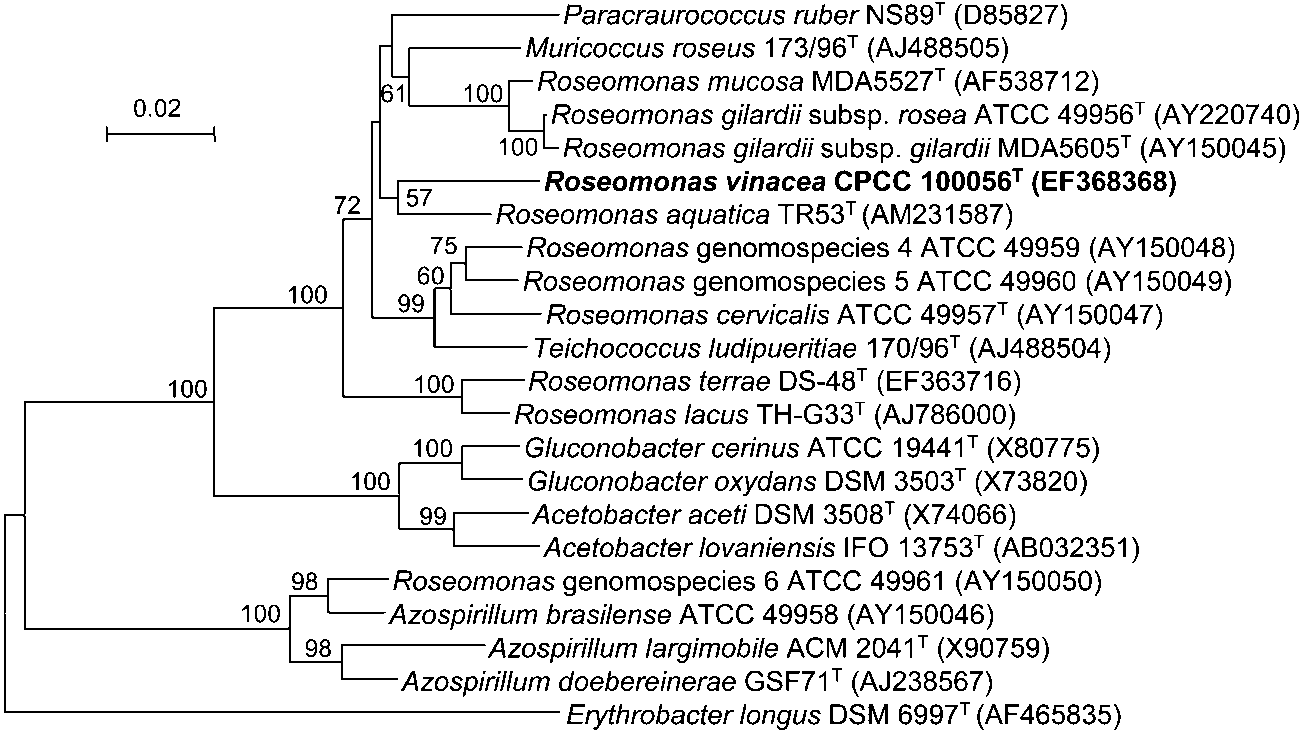 Paracraurococcus ruber NS89ᵀ (D85827)
Muricoccus roseus 173/96ᵀ (AJ488505)
61
100
Roseomonas mucosa MDA5527ᵀ (AF538712)
0.02
Roseomonas gilardii subsp. rosea ATCC 49956ᵀ (AY220740)
100
Roseomonas gilardii subsp. gilardii MDA5605ᵀ (AY150045)
Roseomonas vinacea CPCC 100056ᵀ (EF368368)
72
57
Roseomonas aquatica TR53ᵀ (AM231587)
75
Roseomonas genomospecies 4 ATCC 49959 (AY150048)
60
Roseomonas genomospecies 5 ATCC 49960 (AY150049)
100
99
Roseomonas cervicalis ATCC 49957ᵀ (AY150047)
Teichococcus ludipueritiae 170/96ᵀ (AJ488504)
100
100
Roseomonas terrae DS-48ᵀ (EF363716)
Roseomonas lacus TH-G33ᵀ (AJ786000)
100
Gluconobacter cerinus ATCC 19441ᵀ (X80775)
100
Gluconobacter oxydans DSM 3503ᵀ (X73820)
99
Acetobacter aceti DSM 3508ᵀ (X74066)
Acetobacter lovaniensis IFO 13753ᵀ (AB032351)
98
Roseomonas genomospecies 6 ATCC 49961 (AY150050)
100
Azospirillum brasilense ATCC 49958 (AY150046)
98
Azospirillum largimobile ACM 2041ᵀ (X90759)
Azospirillum doebereinerae GSF71ᵀ (AJ238567)
Erythrobacter longus DSM 6997ᵀ (AF465835)